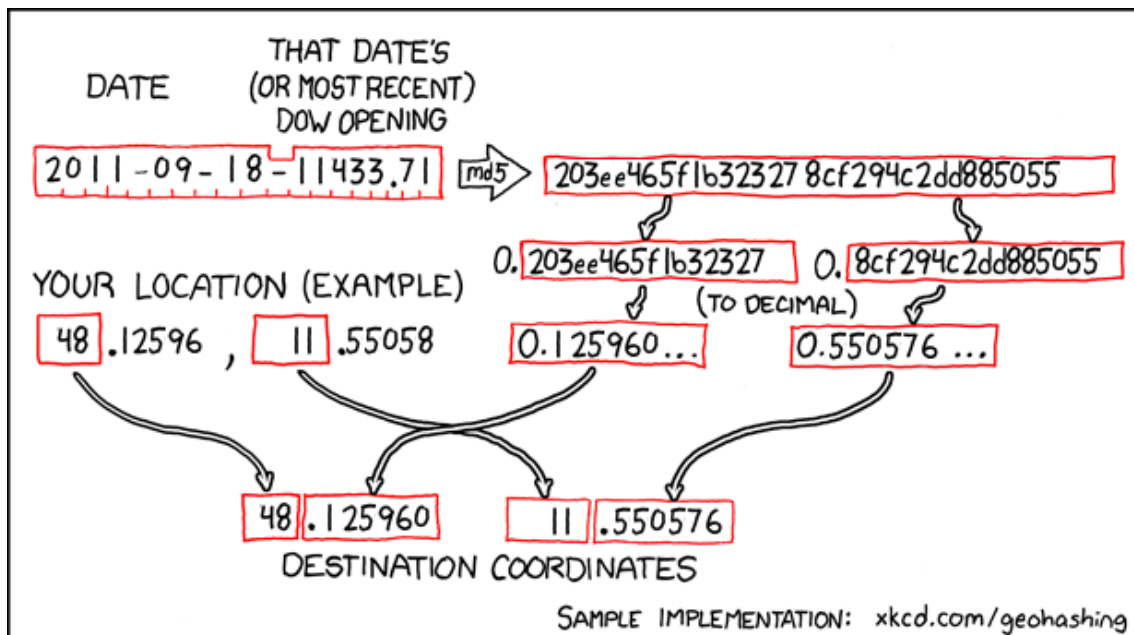 DATE
THAT DATE'S
(OR MOST RECENT)
DOW OPENING
2011-09-18-11433.71
md5
203ee465f1b323278cf294c2dd885055
0.203ee465f1b32327
0.8cf294c2dd885055
YOUR LOCATION (EXAMPLE)
(TO DECIMAL)
48.12596, 11.55058
0.125960...
0.550576...
48.125960
11.550576
DESTINATION COORDINATES
SAMPLE IMPLEMENTATION: xkcd.com/geohashing